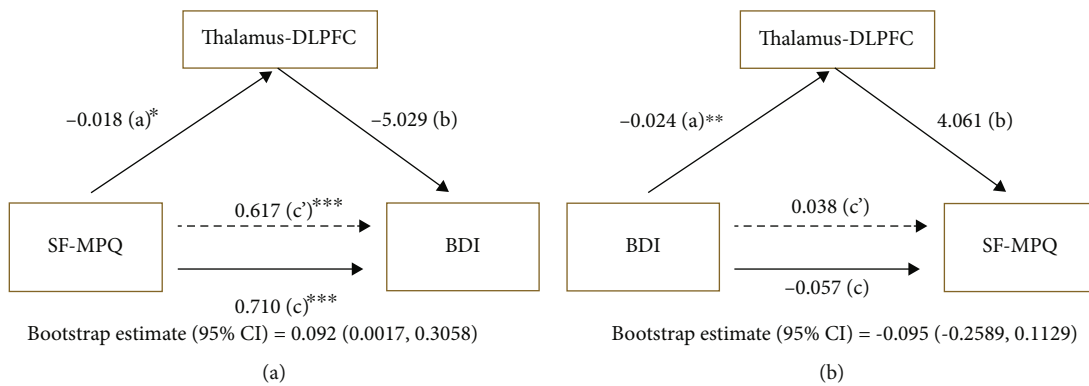 Thalamus-DLPFC
–0.018 (a)*
–5.029 (b)
SF-MPQ
0.617 (c’)***
BDI
0.710 (c)***
Bootstrap estimate (95% CI) = 0.092 (0.0017, 0.3058)
(a)
Thalamus-DLPFC
–0.024 (a)**
4.061 (b)
BDI
0.038 (c’)
SF-MPQ
–0.057 (c)
Bootstrap estimate (95% CI) = -0.095 (-0.2589, 0.1129)
(b)